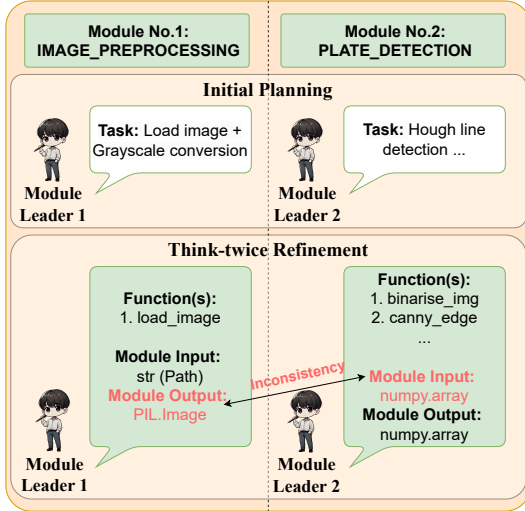 Module No.1:
IMAGE_PREPROCESSING
Module No.2:
PLATE_DETECTION
Initial Planning
Task: Load image +
Grayscale conversion
Module
Leader 1
Task: Hough line
detection ...
Module
Leader 2
Think-twice Refinement
Function(s):
1. load_image
Module Input:
str (Path)
Module Output:
PIL.Image
Module
Leader 1
Inconsistency
Function(s):
1. binarise_img
2. canny_edge
...
Module Input:
numpy.array
Module Output:
numpy.array
Module
Leader 2